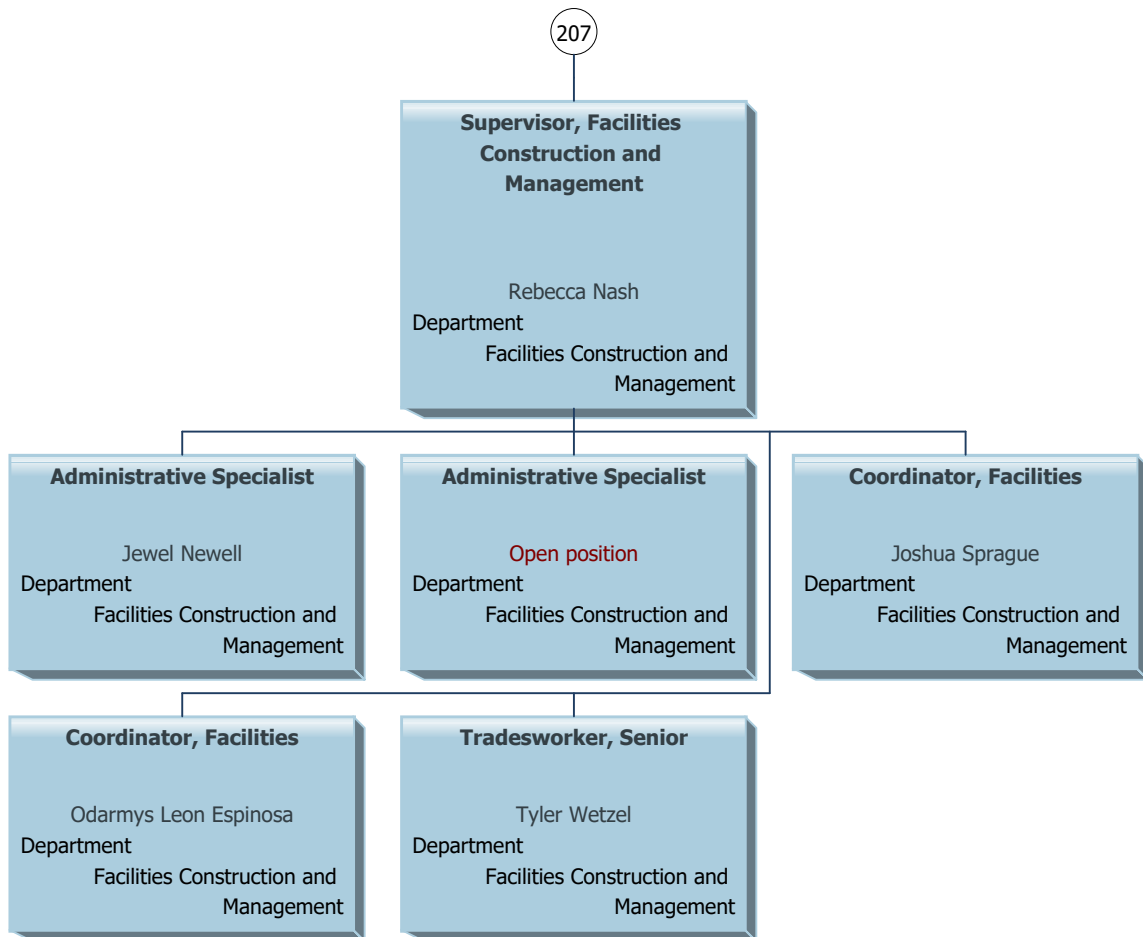 207
Supervisor, Facilities
Construction and
Management
Rebecca Nash
Department
Facilities Construction and
Management
Administrative Specialist
Jewel Newell
Department
Facilities Construction and
Management
Administrative Specialist
Open position
Department
Facilities Construction and
Management
Coordinator, Facilities
Joshua Sprague
Department
Facilities Construction and
Management
Coordinator, Facilities
Odarmys Leon Espinosa
Department
Facilities Construction and
Management
Tradesworker, Senior
Tyler Wetzel
Department
Facilities Construction and
Management